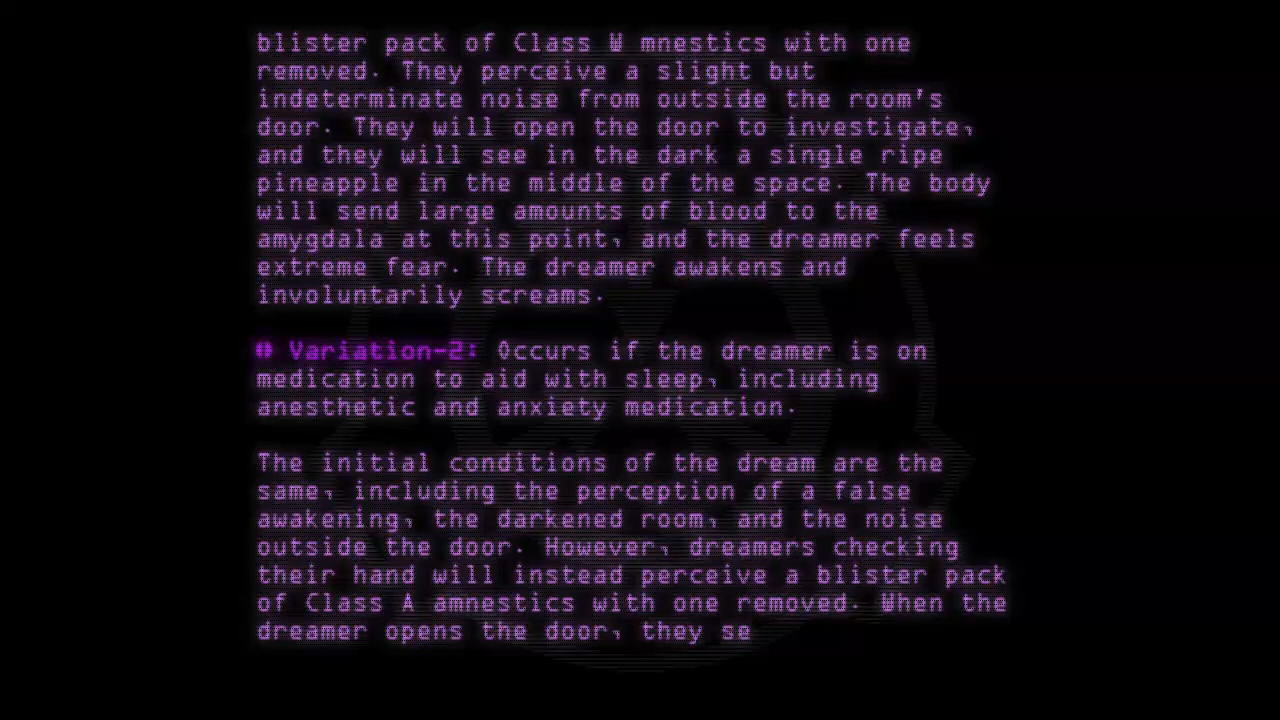 blister pack of Class W mnestics with one
removed. They perceive a slight but
indeterminate noise from outside the room's
door. They will open the door to investigate,
and they will see in the dark a single ripe
pineapple in the middle of the space. The body
will send large amounts of blood to the
amygdala at this point, and the dreamer feels
extreme fear. The dreamer awakens and
involuntarily screams.
Variation-2: Occurs if the dreamer is on
medication to aid with sleep, including
anesthetic and anxiety medication.
The initial conditions of the dream are the
same, including the perception of a false
awakening, the darkened room, and the noise
outside the door. However, dreamers checking
their hand will instead perceive a blister pack
of Class A amnestics with one removed. When the
dreamer opens the door, they se